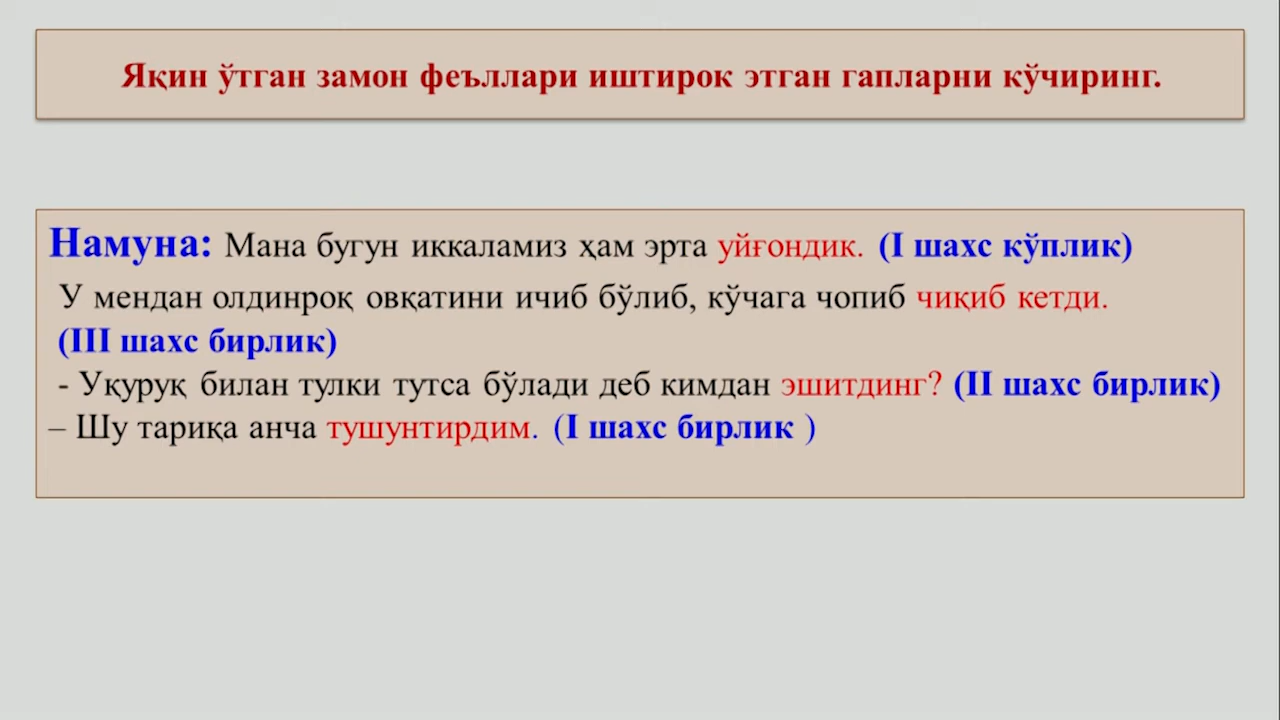 Яқин ўтган замон феъллари иштирок этган гапларни кўчиринг.
Намуна: Мана бугун иккаламиз ҳам эрта уйғондик. (I шахс кўплик)
У мендан олдинроқ овқатини ичиб бўлиб, кўчага чопиб чиқиб кетди.
(III шахс бирлик)
- Уқуруқ билан тулки тутса бўлади деб кимдан эшитдинг? (II шахс бирлик)
– Шу тариқа анча тушунтирдим. (I шахс бирлик )